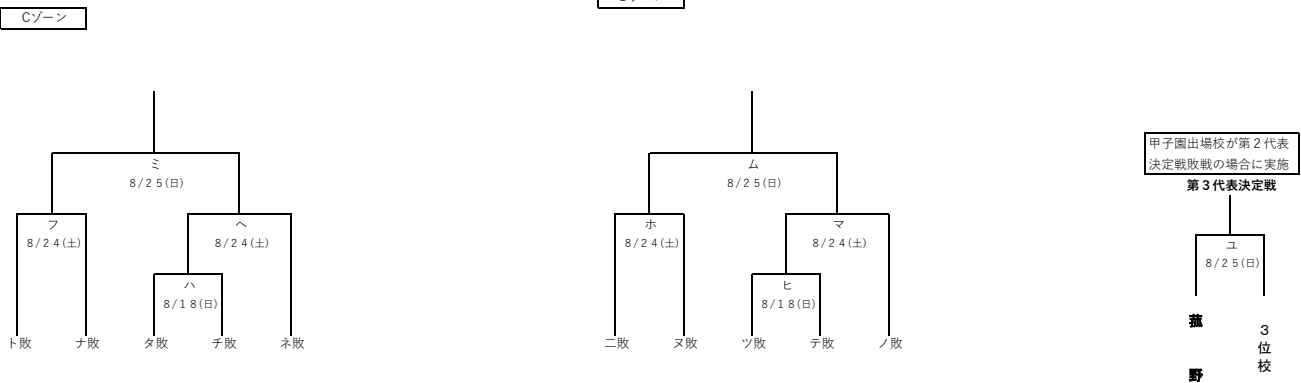 Cゾーン
ミ
8/25(日)
フ
8/24(土)
ヘ
8/24(土)
ハ
8/18(日)
ト敗
ナ敗
タ敗
チ敗
ネ敗
ム
8/25(日)
ホ
8/24(土)
マ
8/24(土)
ヒ
8/18(日)
ニ敗
ヌ敗
ツ敗
テ敗
ノ敗
甲子園出場校が第2代表
決定戦敗戦の場合に実施
第3代表決定戦
ユ
8/25(日)
菰野
3位校